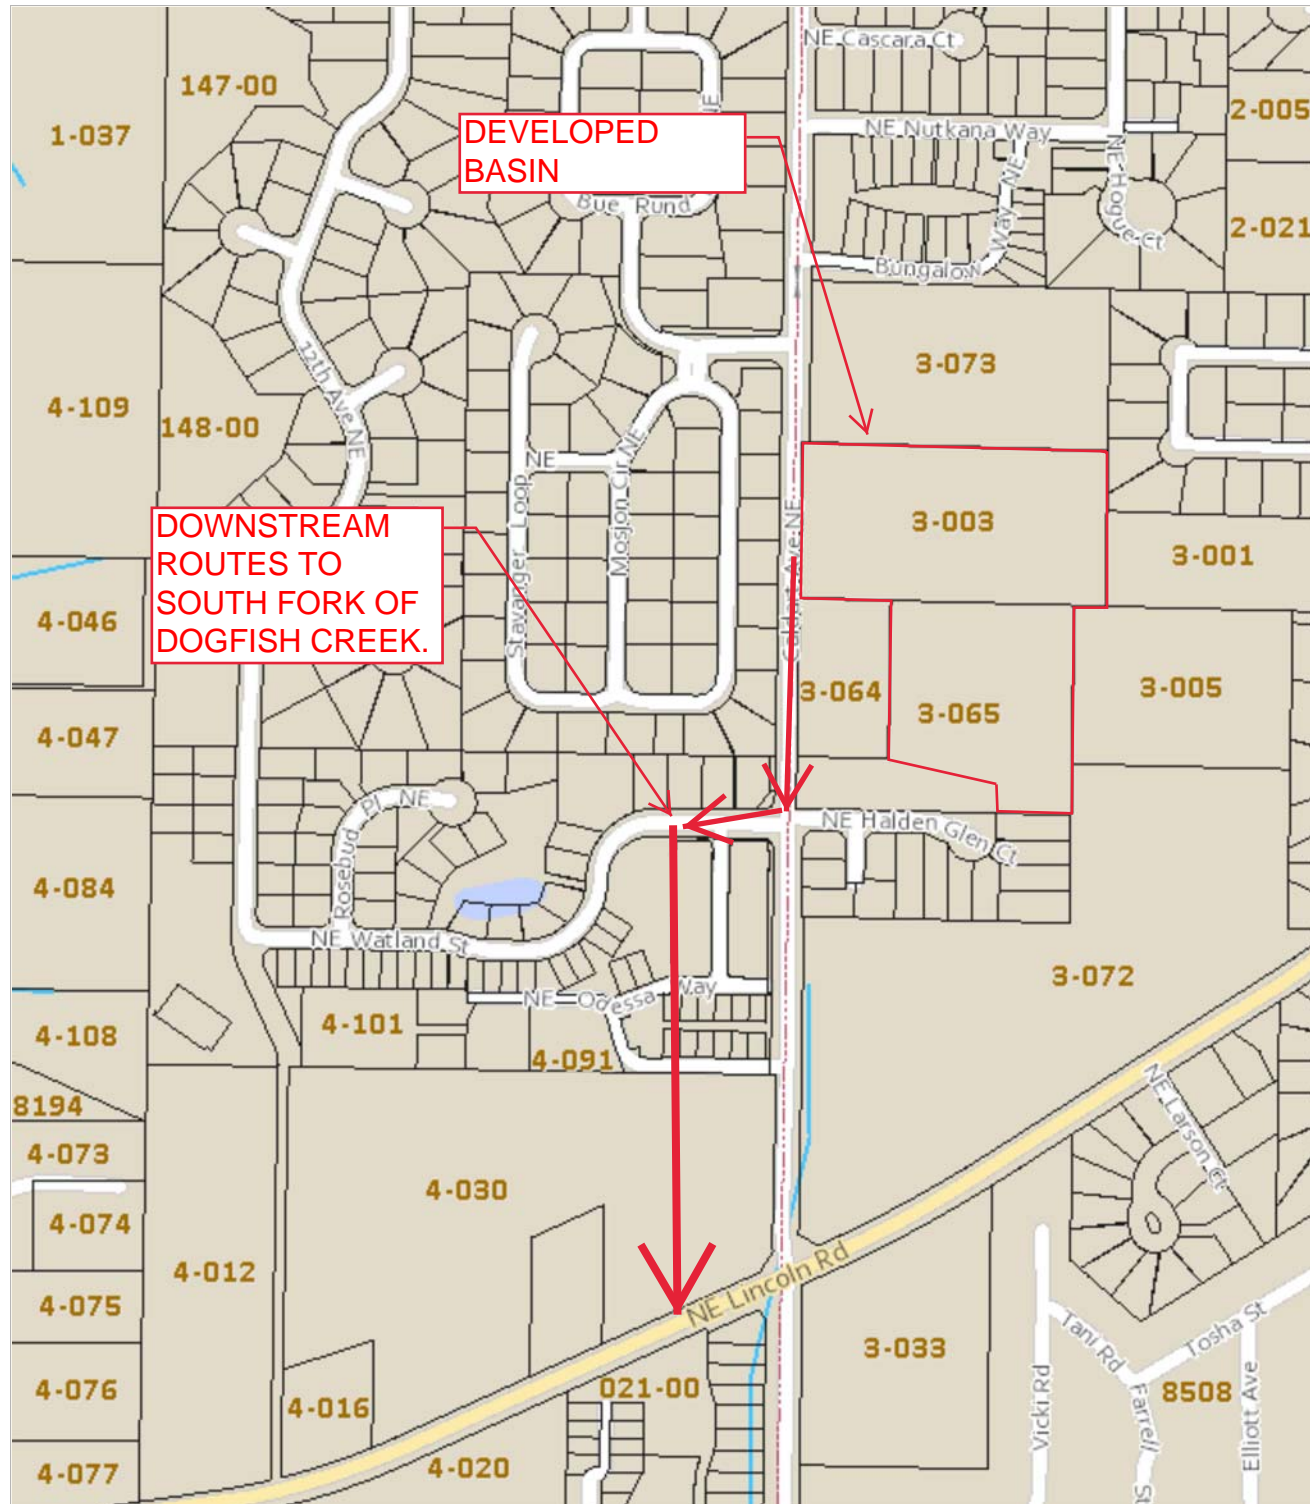 NE Cascara Ct
147-00
2-005
1-037
DEVELOPED
BASIN
NE
NE Nutkana Way
NE Hogue Ct
Bue Rund
Way NE
2-021
Bungalow
12th Ave NE
3-073
4-109
148-00
NE
Mosjon Cir NE
Stavanger Loop
Caldart Ave NE
3-003
3-001
DOWNSTREAM
ROUTES TO
SOUTH FORK OF
DOGFISH CREEK.
4-046
3-064
3-065
3-005
4-047
Rosebud Pl NE
NE Halden Glen Ct
4-084
NE Watland St
3-072
NE Odessa Way
4-101
4-108
4-091
8194
4-073
NE Larson Ct
4-030
4-074
4-012
4-075
NE Lincoln Rd
Tani Rd
Tosha St
3-033
4-076
4-016
021-00
Vicki Rd
Farrell St
8508
Elliott Ave
4-077
4-020